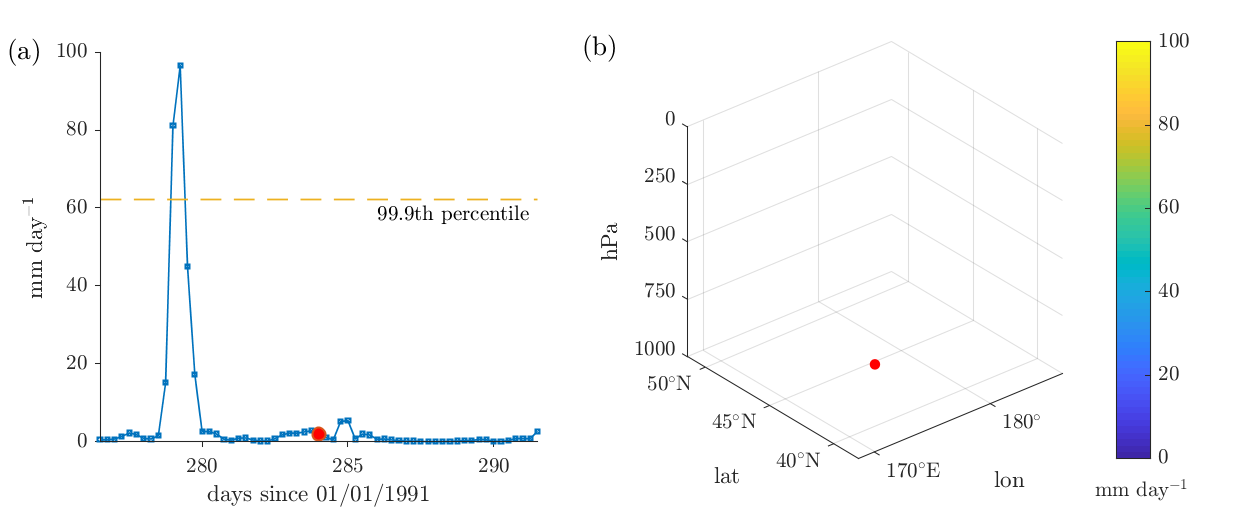 (a)
100
80
60
40
20
0
mm day⁻¹
99.9th percentile
280
285
290
days since 01/01/1991
(b)
0
250
500
750
1000
hPa
50°N
45°N
40°N
lat
170°E
180°
lon
100
80
60
40
20
0
mm day⁻¹